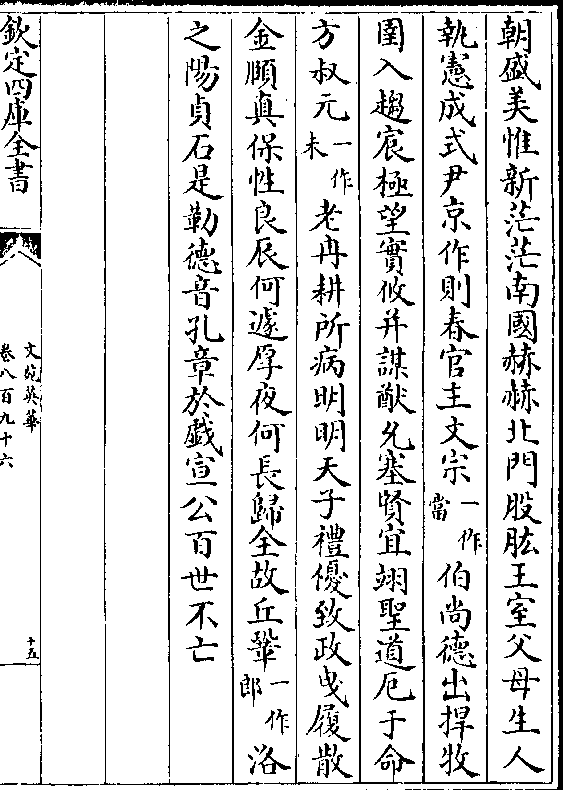 朝盛美惟新茫茫南國赫赫北門股肱王室父母生人
執憲成式尹京作則春官主文宗一作當伯尚德出捍牧
圉入趨宸極望實攸并謀猷允塞賢宜翊聖道厄于命
方叔元一作未老冉耕所病明明天子禮優致政曵履散
金順真保性良辰何遽厚夜何長歸全故丘鞏一作郎洛
之陽貞石是勒德音孔章於戯宣公百世不亡
欽定四庫全書
文苑英華
卷八百九十六
十五